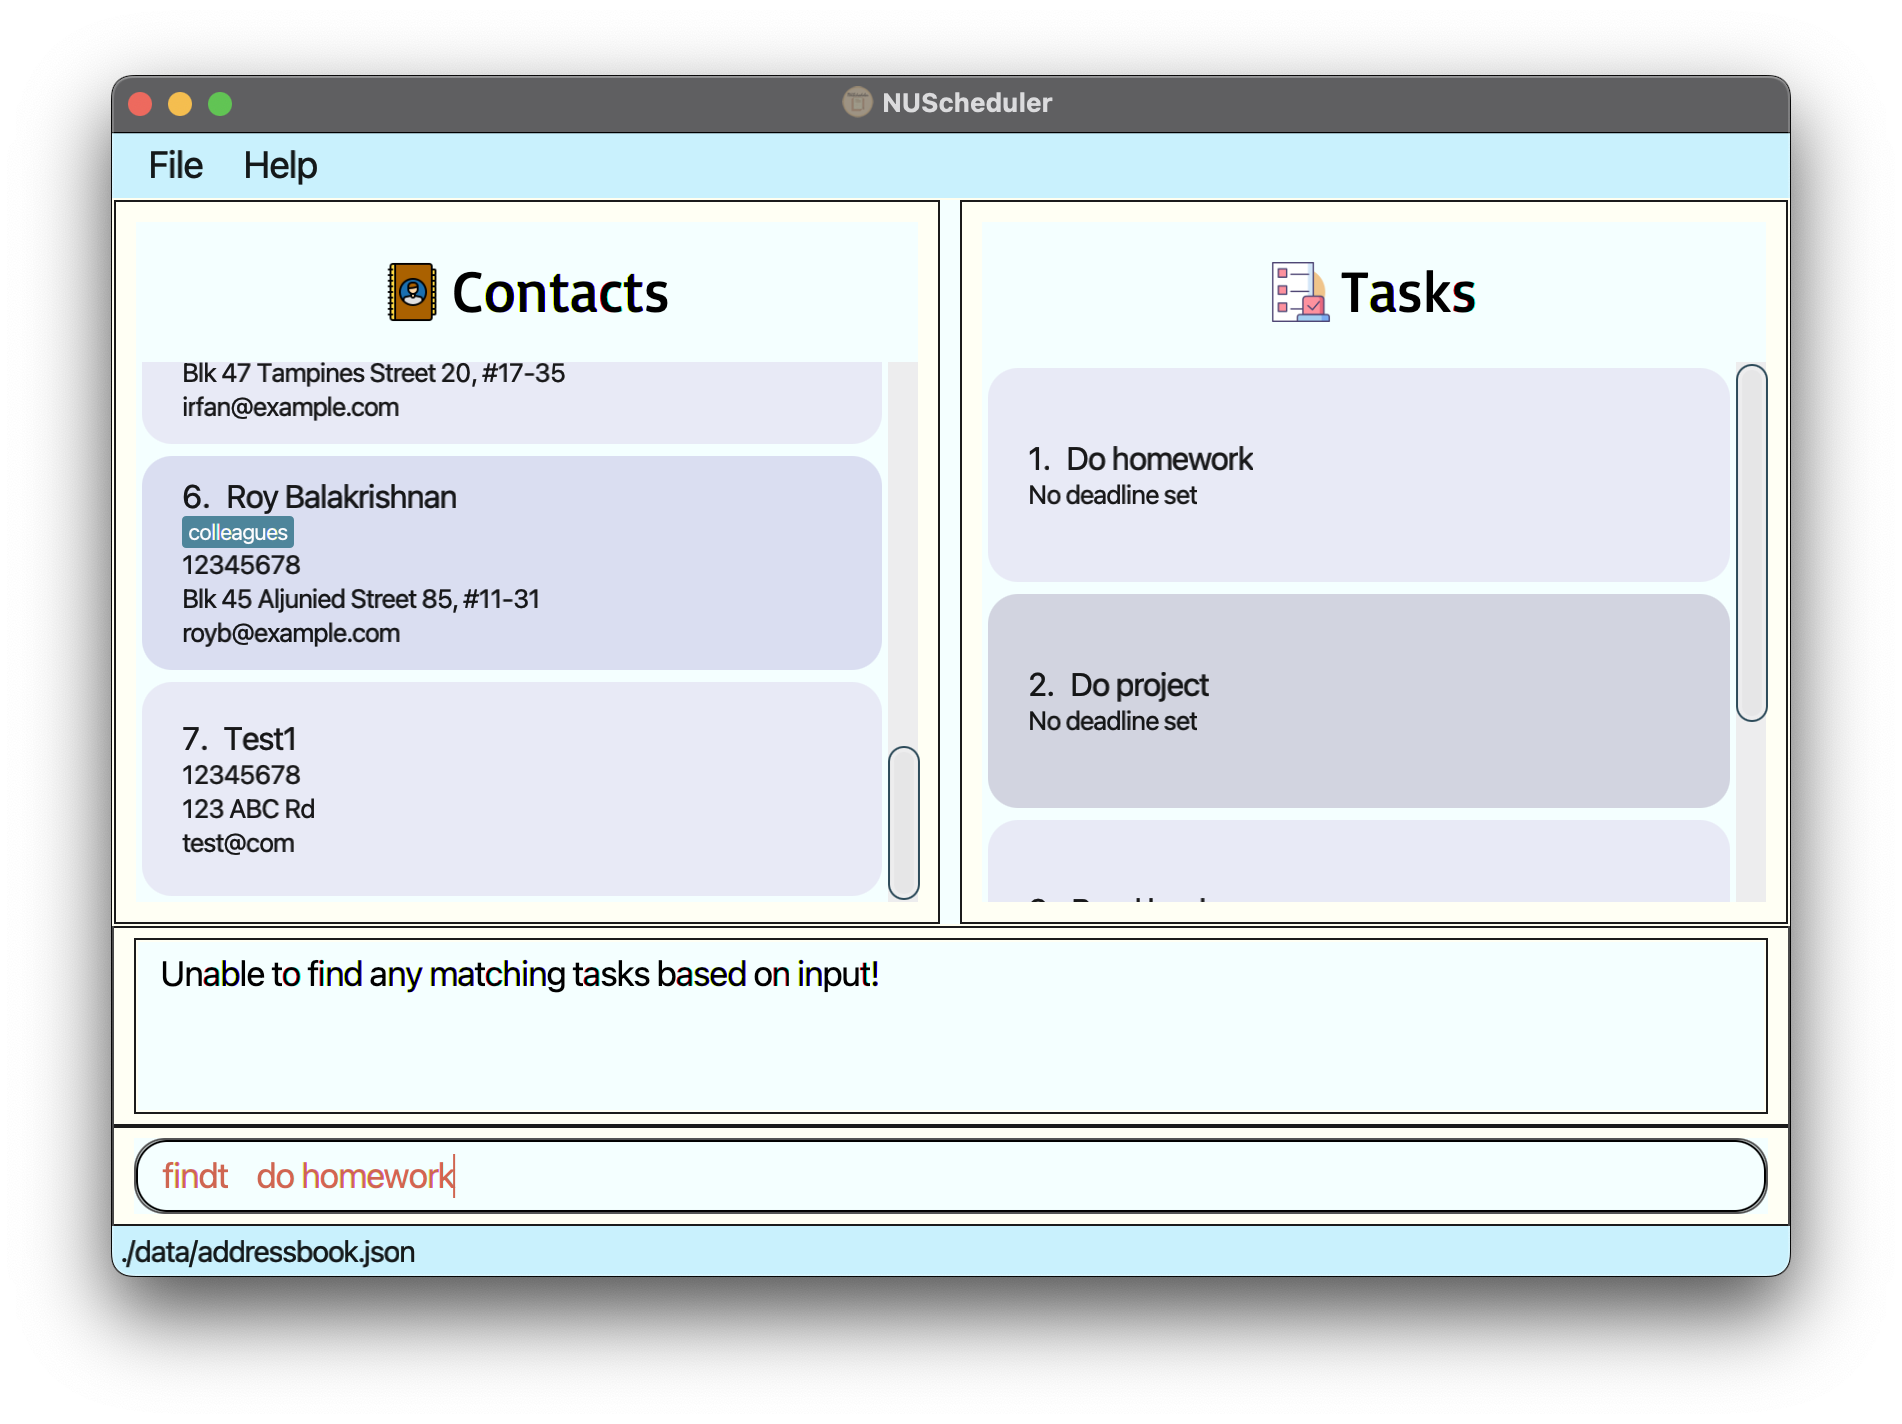 NUScheduler
File Help
Contacts
Blk 47 Tampines Street 20, #17-35
irfan@example.com
6. Roy Balakrishnan
colleagues
12345678
Blk 45 Aljunied Street 85, #11-31
royb@example.com
7. Test1
12345678
123 ABC Rd
test@com
Tasks
1. Do homework
No deadline set
2. Do project
No deadline set
Unable to find any matching tasks based on input!
findt do homework
./data/addressbook.json